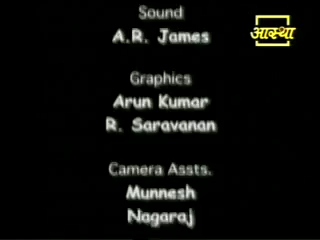 Sound
A.R. James
आस्था
Graphics
Arun Kumar
R. Saravanan
Camera Assts.
Munnesh
Nagaraj